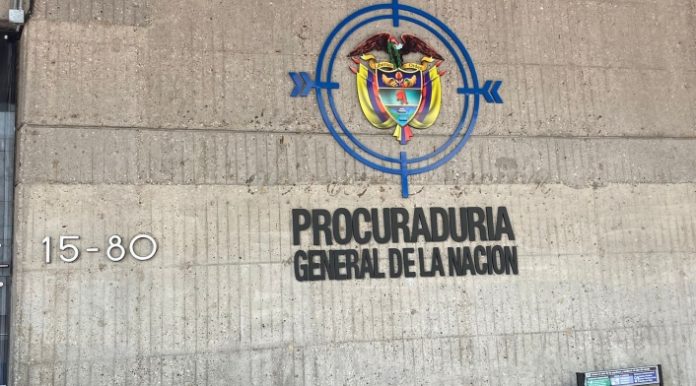 PROCURADURIA
GENERAL DE LA NACION
15-80